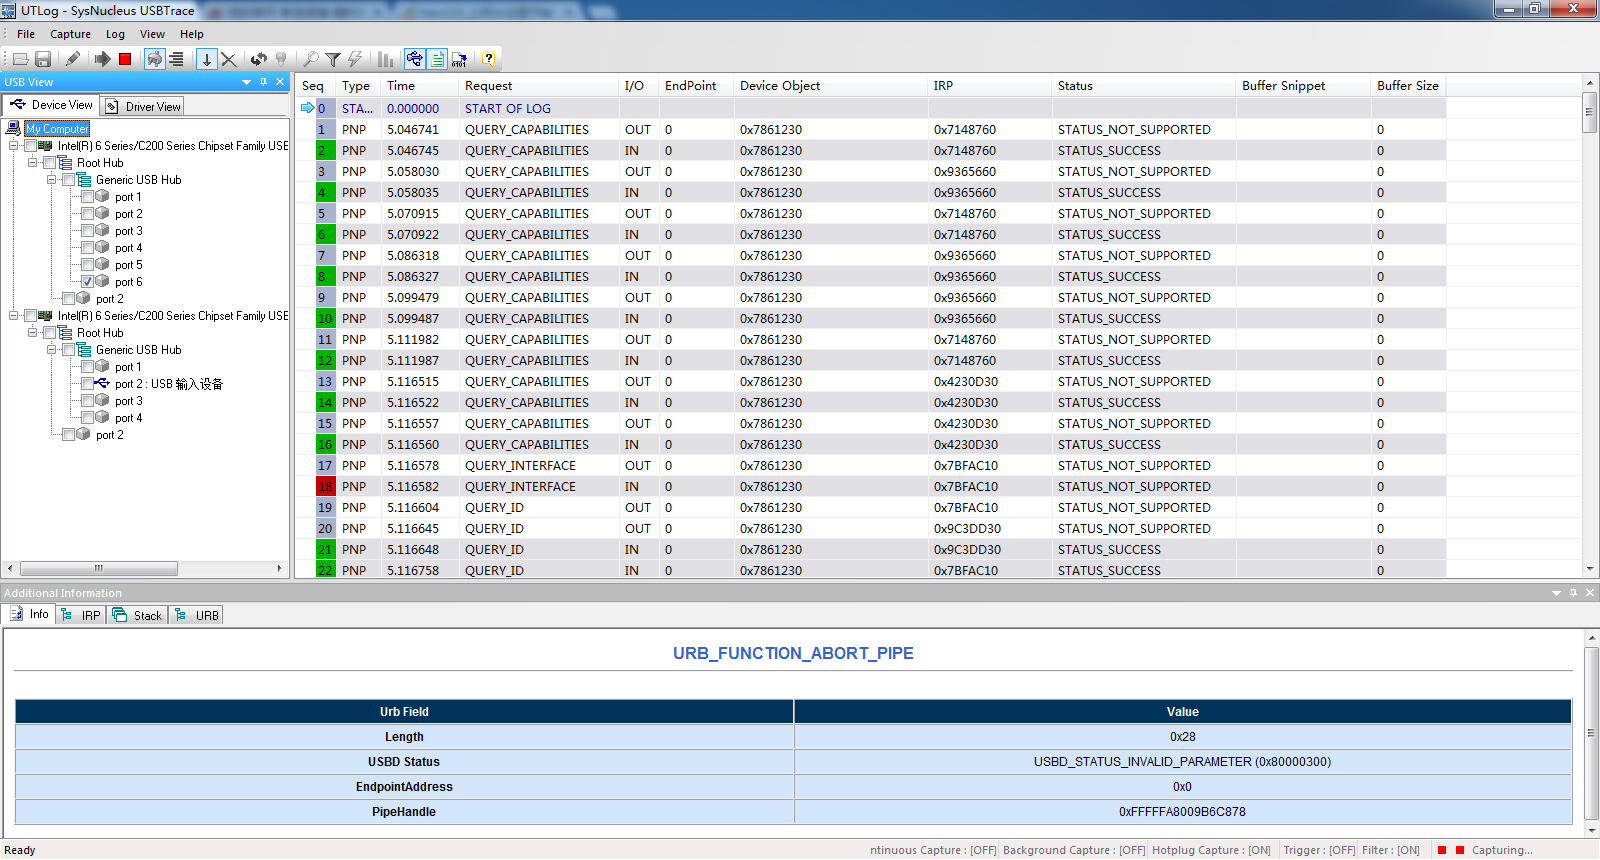 UTLog - SysNucleus USBTrace
File Capture Log View Help
USB View
Device View Driver View
My Computer
Intel(R) 6 Series/C200 Series Chipset Family USE
Root Hub
Generic USB Hub
port 1
port 2
port 3
port 4
port 5
port 6
port 2
Intel(R) 6 Series/C200 Series Chipset Family USE
Root Hub
Generic USB Hub
port 1
port 2 : USB 输入设备
port 3
port 4
port 2
Seq Type Time Request I/O EndPoint Device Object IRP Status Buffer Snippet Buffer Size
0 STA... 0.000000 START OF LOG
1 PNP 5.046741 QUERY_CAPABILITIES OUT 0 0x7861230 0x7148760 STATUS_NOT_SUPPORTED 0
2 PNP 5.046745 QUERY_CAPABILITIES IN 0 0x7861230 0x7148760 STATUS_SUCCESS 0
3 PNP 5.058030 QUERY_CAPABILITIES OUT 0 0x7861230 0x9365660 STATUS_NOT_SUPPORTED 0
4 PNP 5.058035 QUERY_CAPABILITIES IN 0 0x7861230 0x9365660 STATUS_SUCCESS 0
5 PNP 5.070915 QUERY_CAPABILITIES OUT 0 0x7861230 0x7148760 STATUS_NOT_SUPPORTED 0
6 PNP 5.070922 QUERY_CAPABILITIES IN 0 0x7861230 0x7148760 STATUS_SUCCESS 0
7 PNP 5.086318 QUERY_CAPABILITIES OUT 0 0x7861230 0x9365660 STATUS_NOT_SUPPORTED 0
8 PNP 5.086327 QUERY_CAPABILITIES IN 0 0x7861230 0x9365660 STATUS_SUCCESS 0
9 PNP 5.099479 QUERY_CAPABILITIES OUT 0 0x7861230 0x9365660 STATUS_NOT_SUPPORTED 0
10 PNP 5.099487 QUERY_CAPABILITIES IN 0 0x7861230 0x9365660 STATUS_SUCCESS 0
11 PNP 5.111982 QUERY_CAPABILITIES OUT 0 0x7861230 0x7148760 STATUS_NOT_SUPPORTED 0
12 PNP 5.111987 QUERY_CAPABILITIES IN 0 0x7861230 0x7148760 STATUS_SUCCESS 0
13 PNP 5.116515 QUERY_CAPABILITIES OUT 0 0x7861230 0x4230D30 STATUS_NOT_SUPPORTED 0
14 PNP 5.116522 QUERY_CAPABILITIES IN 0 0x7861230 0x4230D30 STATUS_SUCCESS 0
15 PNP 5.116557 QUERY_CAPABILITIES OUT 0 0x7861230 0x4230D30 STATUS_NOT_SUPPORTED 0
16 PNP 5.116560 QUERY_CAPABILITIES IN 0 0x7861230 0x4230D30 STATUS_SUCCESS 0
17 PNP 5.116578 QUERY_INTERFACE OUT 0 0x7861230 0x7BFAC10 STATUS_NOT_SUPPORTED 0
18 PNP 5.116582 QUERY_INTERFACE IN 0 0x7861230 0x7BFAC10 STATUS_NOT_SUPPORTED 0
19 PNP 5.116604 QUERY_ID OUT 0 0x7861230 0x7BFAC10 STATUS_NOT_SUPPORTED 0
20 PNP 5.116645 QUERY_ID OUT 0 0x7861230 0x9C3DD30 STATUS_NOT_SUPPORTED 0
21 PNP 5.116648 QUERY_ID IN 0 0x7861230 0x9C3DD30 STATUS_SUCCESS 0
22 PNP 5.116758 QUERY_ID IN 0 0x7861230 0x7BFAC10 STATUS_SUCCESS 0
Additional Information
Info IRP Stack URB
URB_FUNCTION_ABORT_PIPE
Urb Field Value
Length 0x28
USBD Status USBD_STATUS_INVALID_PARAMETER (0x80000300)
EndpointAddress 0x0
PipeHandle 0xFFFFFA8009B6C878
Ready ntinuous Capture : [OFF] Background Capture : [OFF] Hotplug Capture : [ON] Trigger : [OFF] Filter : [ON] Capturing...